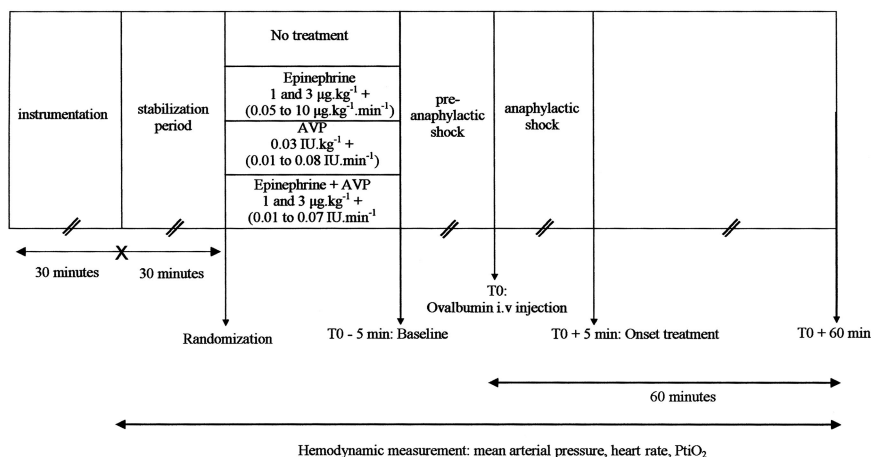 No treatment
instrumentation
stabilization
period
Epinephrine
1 and 3 μg.kg⁻¹ +
(0.05 to 10 μg.kg⁻¹.min⁻¹)
AVP
0.03 IU.kg⁻¹ +
(0.01 to 0.08 IU.min⁻¹)
Epinephrine + AVP
1 and 3 μg.kg⁻¹ +
(0.01 to 0.07 IU.min⁻¹
pre-
anaphylactic
shock
anaphylactic
shock
X
30 minutes
30 minutes
T0:
Ovalbumin i.v injection
Randomization
T0 - 5 min: Baseline
T0 + 5 min: Onset treatment
T0 + 60 min
60 minutes
Hemodynamic measurement: mean arterial pressure, heart rate, PtiO₂